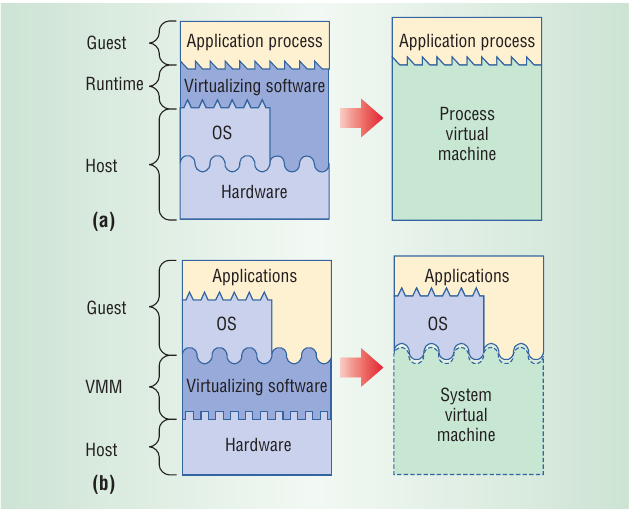 Guest
Application process
Application process
Runtime
Virtualizing software
Process
virtual
machine
OS
Host
Hardware
(a)
Applications
Applications
Guest
OS
OS
VMM
Virtualizing software
System
virtual
machine
Host
Hardware
(b)